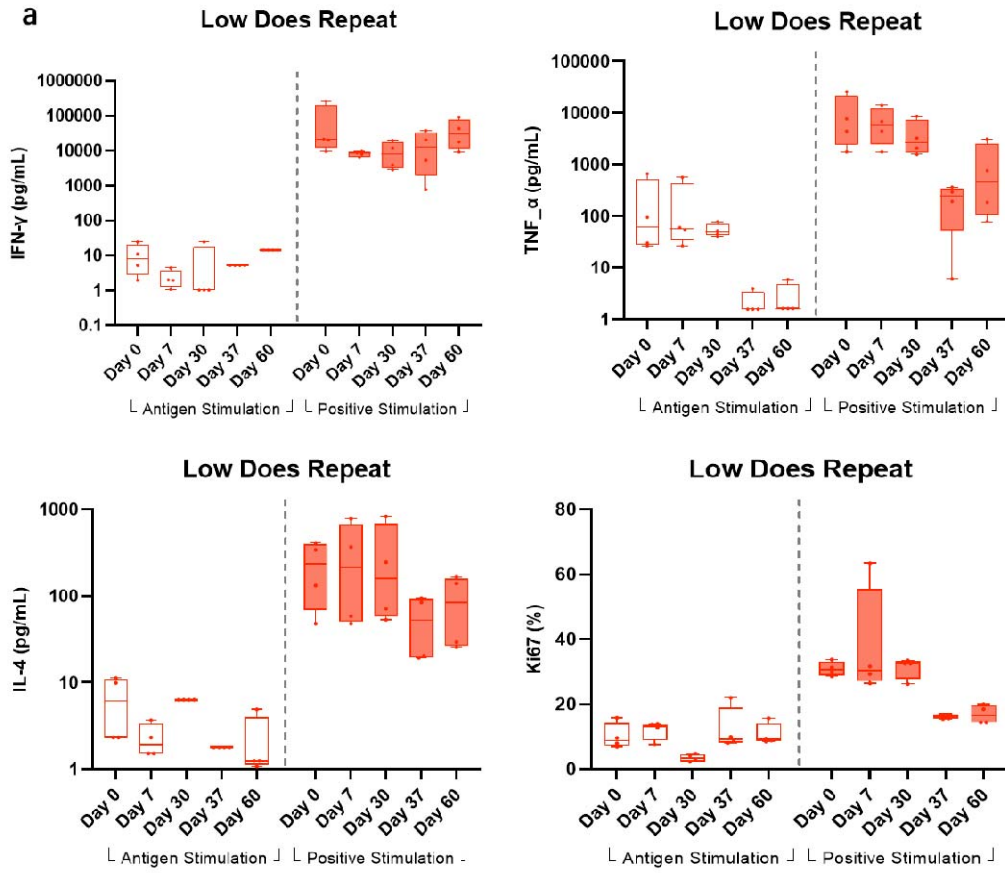 a
Low Does Repeat
IFN-γ (pg/mL)
1000000
100000
10000
1000
100
10
1
0.1
Day 0 Day 7 Day 30 Day 37 Day 60 Day 0 Day 7 Day 30 Day 37 Day 60
Antigen Stimulation Positive Stimulation
Low Does Repeat
TNF_α (pg/mL)
100000
10000
1000
100
10
1
Day 0 Day 7 Day 30 Day 37 Day 60 Day 0 Day 7 Day 30 Day 37 Day 60
Antigen Stimulation Positive Stimulation
Low Does Repeat
IL-4 (pg/mL)
1000
100
10
1
Day 0 Day 7 Day 30 Day 37 Day 60 Day 0 Day 7 Day 30 Day 37 Day 60
Antigen Stimulation Positive Stimulation
Low Does Repeat
Ki67 (%)
80
60
40
20
0
Day 0 Day 7 Day 30 Day 37 Day 60 Day 0 Day 7 Day 30 Day 37 Day 60
Antigen Stimulation Positive Stimulation